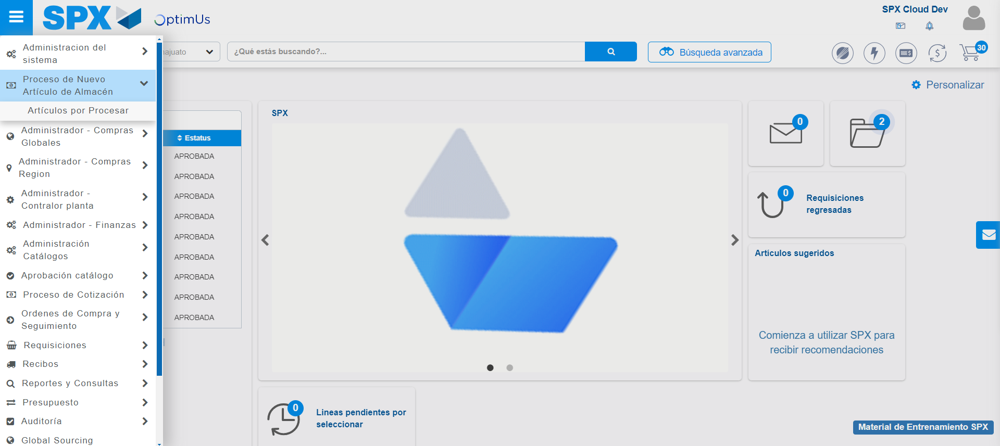 SPX
OptimUs
SPX Cloud Dev
Administracion del
sistema
Proceso de Nuevo
Artículo de Almacén
Artículos por Procesar
Administrador - Compras
Globales
Administrador - Compras
Region
Administrador -
Contralor planta
Administrador - Finanzas
Administración
Catálogos
Aprobación catálogo
Proceso de Cotización
Ordenes de Compra y
Seguimiento
Requisiciones
Recibos
Reportes y Consultas
Presupuesto
Auditoría
Global Sourcing
¿Qué estás buscando?...
Búsqueda avanzada
30
Personalizar
Estatus
APROBADA
APROBADA
APROBADA
APROBADA
APROBADA
APROBADA
APROBADA
APROBADA
APROBADA
SPX
0
2
0
Requisiciones
regresadas
Artículos sugeridos
Comienza a utilizar SPX para
recibir recomendaciones
0
Lineas pendientes por
seleccionar
Material de Entrenamiento SPX